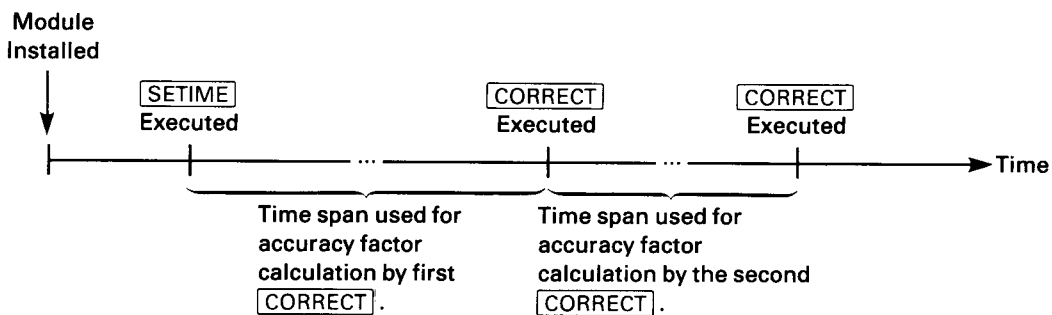 Module
Installed
SETIME
Executed
CORRECT
Executed
CORRECT
Executed
... ...
Time
Time span used for
accuracy factor
calculation by first
CORRECT .
Time span used for
accuracy factor
calculation by the second
CORRECT .